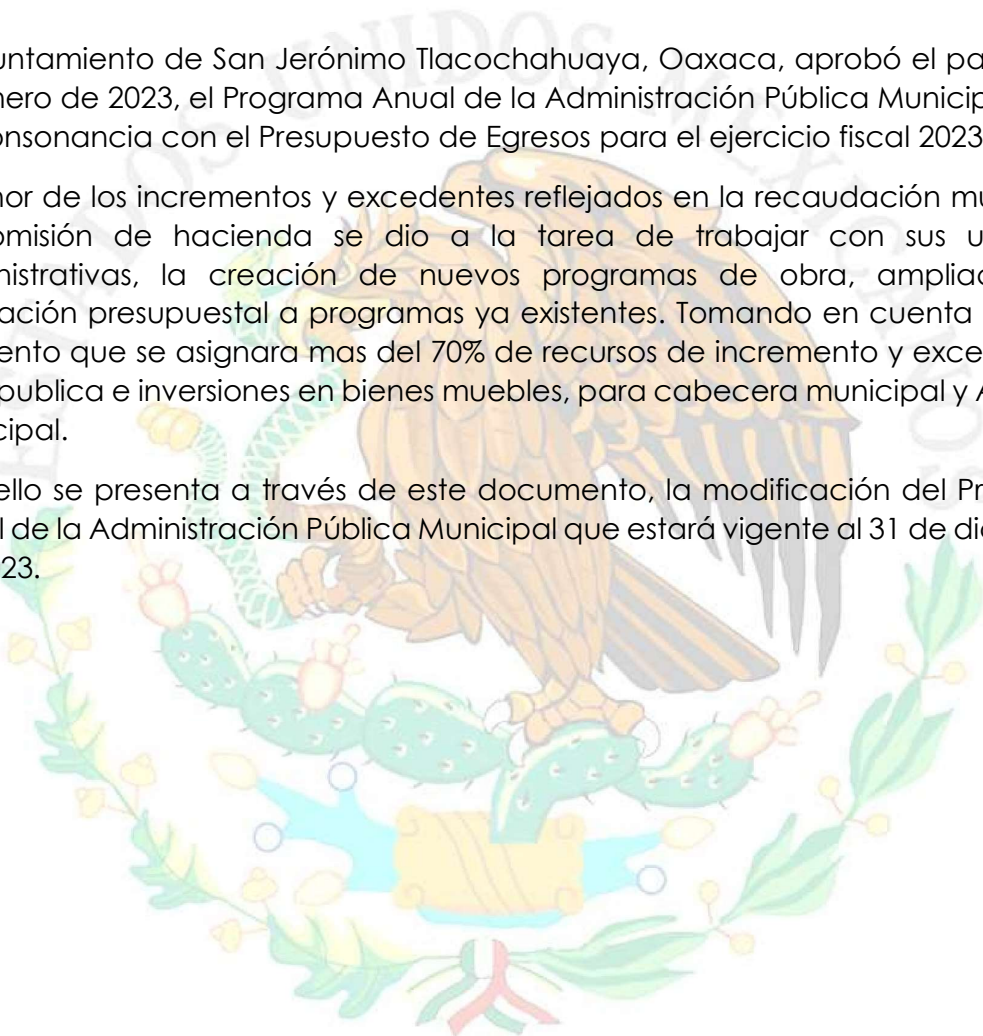 untamiento de San Jerónimo Tlacochahuaya, Oaxaca, aprobó el pa
nero de 2023, el Programa Anual de la Administración Pública Municip
onsonancia con el Presupuesto de Egresos para el ejercicio fiscal 2023
nor de los incrementos y excedentes reflejados en la recaudación mu
omisión de hacienda se dio a la tarea de trabajar con sus u
nistrativas, la creación de nuevos programas de obra, ampliac
ación presupuestal a programas ya existentes. Tomando en cuenta
ento que se asignara mas del 70% de recursos de incremento y exce
publica e inversiones en bienes muebles, para cabecera municipal y A
cipal.
ello se presenta a través de este documento, la modificación del Pr
l de la Administración Pública Municipal que estará vigente al 31 de dic
23.
ESTADOS UNIDOS MEXICANOS